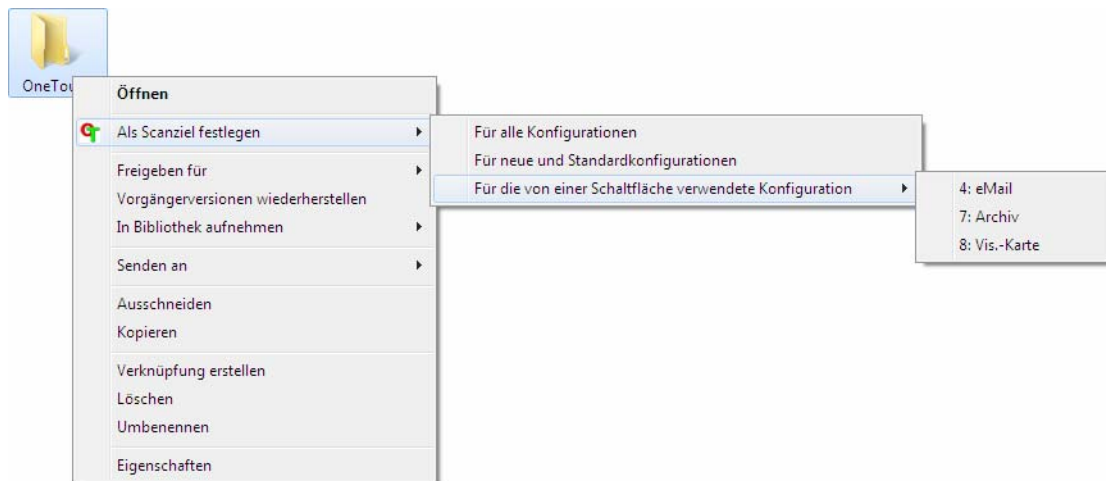 OneTou
Öffnen
Als Scanziel festlegen
Freigeben für
Vorgängerversionen wiederherstellen
In Bibliothek aufnehmen
Senden an
Ausschneiden
Kopieren
Verknüpfung erstellen
Löschen
Umbenennen
Eigenschaften
Für alle Konfigurationen
Für neue und Standardkonfigurationen
Für die von einer Schaltfläche verwendete Konfiguration
4: eMail
7: Archiv
8: Vis.-Karte